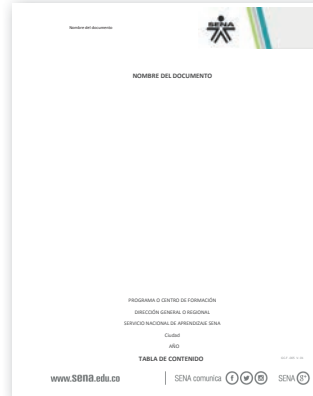 Nombre del documento
SENA
NOMBRE DEL DOCUMENTO
PROGRAMA O CENTRO DE FORMACIÓN
DIRECCIÓN GENERAL O REGIONAL
SERVICIO NACIONAL DE APRENDIZAJE SENA
Ciudad
AÑO
TABLA DE CONTENIDO
www.sena.edu.co
SENA comunica
SENA